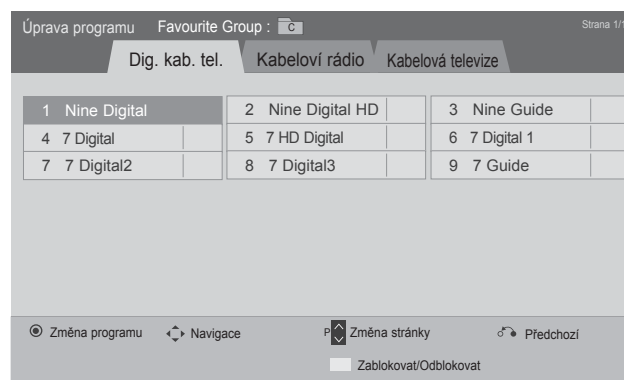 Úprava programu Favourite Group : C Strana 1/1
Dig. kab. tel. Kabeloví rádio Kabelová televize
1 Nine Digital 2 Nine Digital HD 3 Nine Guide
4 7 Digital 5 7 HD Digital 6 7 Digital 1
7 7 Digital2 8 7 Digital3 9 7 Guide
Změna programu Navigace P Změna stránky Předchozí
Zablokovat/Odblokovat